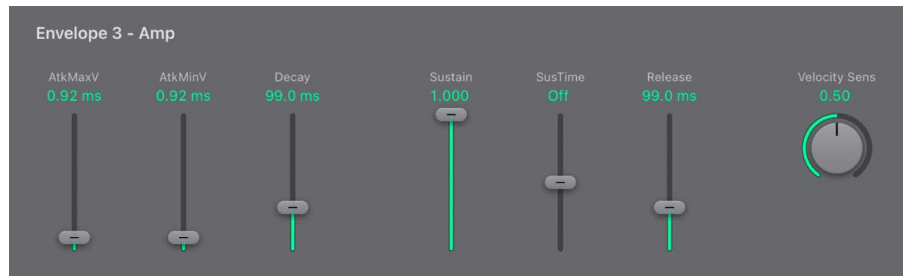 Envelope 3 - Amp
AtkMaxV AtkMinV Decay Sustain SusTime Release Velocity Sens
0.92 ms 0.92 ms 99.0 ms 1.000 Off 99.0 ms 0.50